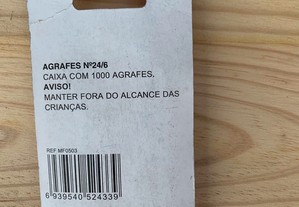 AGRAFES Nº24/6
CAIXA COM 1000 AGRAFES.
AVISO!
MANTER FORA DO ALCANCE DAS
CRIANÇAS.
REF. MF0503
6 939540 524339